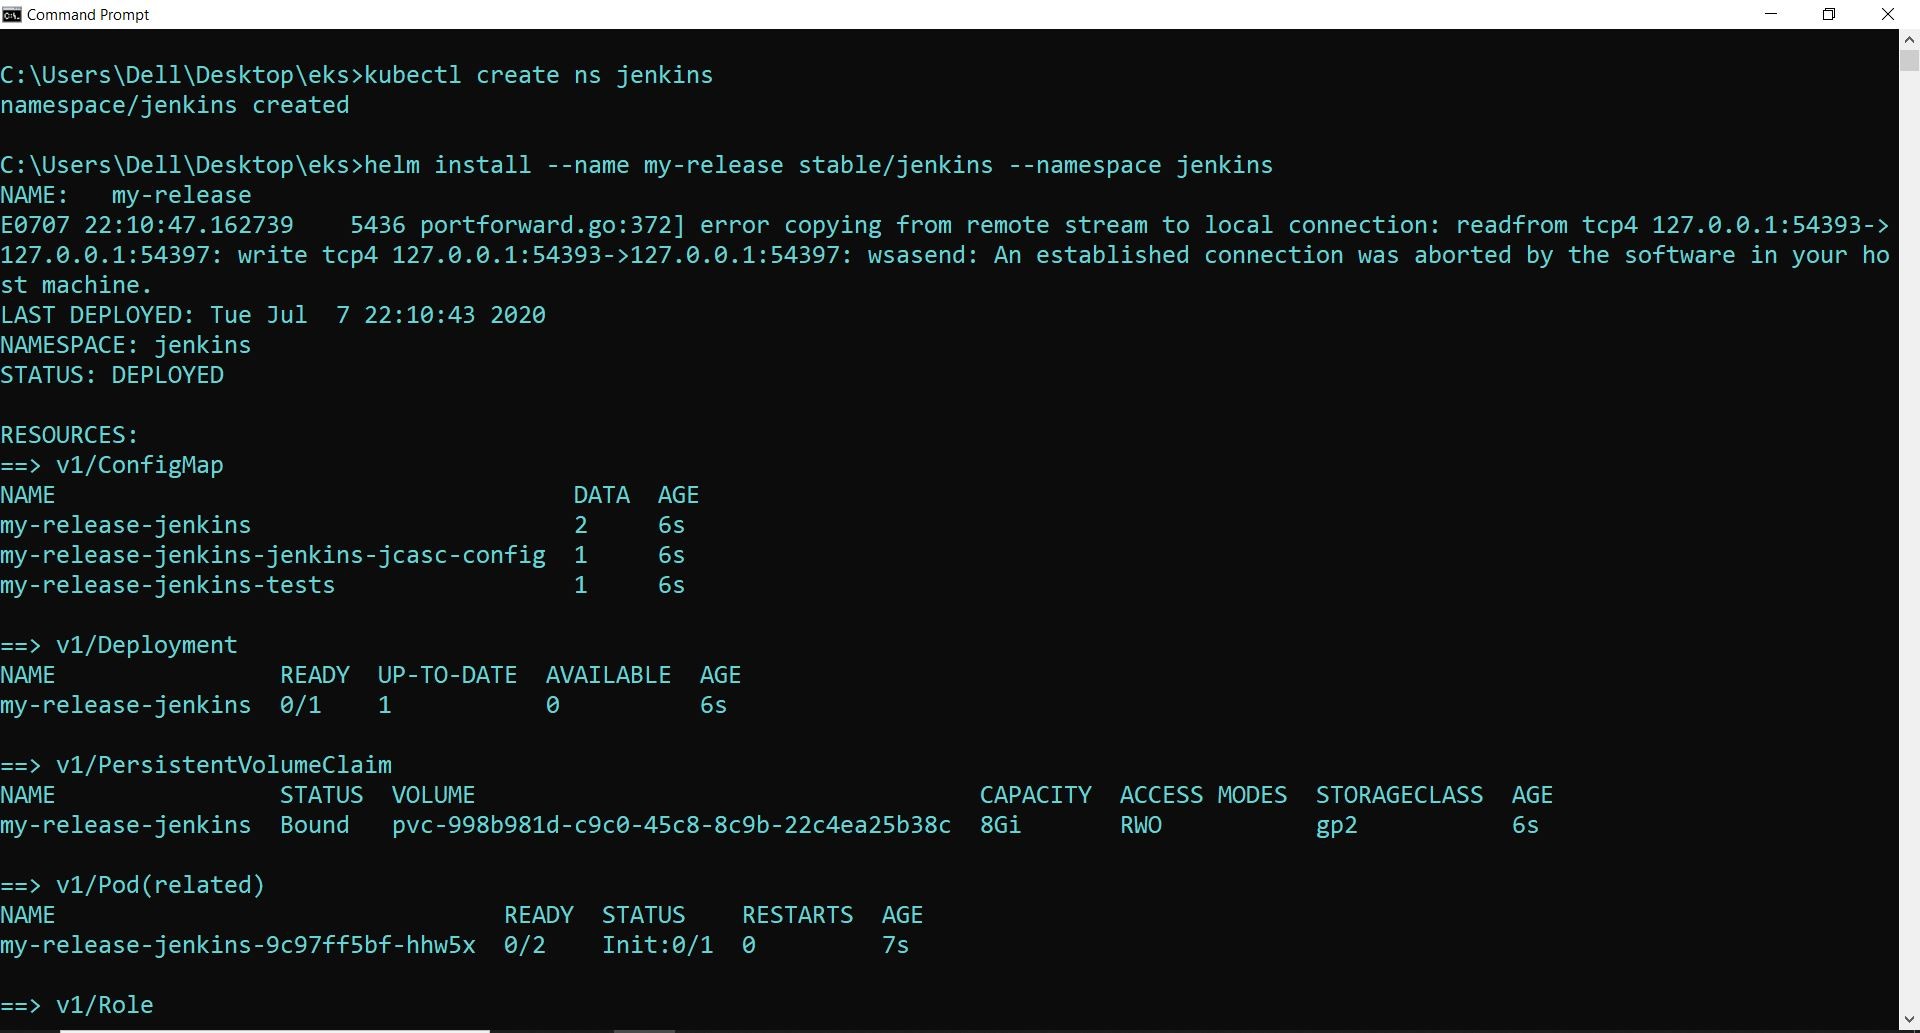 Command Prompt
C:\Users\Dell\Desktop\eks>kubectl create ns jenkins
namespace/jenkins created
C:\Users\Dell\Desktop\eks>helm install --name my-release stable/jenkins --namespace jenkins
NAME:   my-release
E0707 22:10:47.162739    5436 portforward.go:372] error copying from remote stream to local connection: readfrom tcp4 127.0.0.1:54393->
127.0.0.1:54397: write tcp4 127.0.0.1:54393->127.0.0.1:54397: wsasend: An established connection was aborted by the software in your ho
st machine.
LAST DEPLOYED: Tue Jul  7 22:10:43 2020
NAMESPACE: jenkins
STATUS: DEPLOYED
RESOURCES:
==> v1/ConfigMap
NAME                                     DATA  AGE
my-release-jenkins                       2     6s
my-release-jenkins-jenkins-jcasc-config  1     6s
my-release-jenkins-tests                 1     6s
==> v1/Deployment
NAME                READY  UP-TO-DATE  AVAILABLE  AGE
my-release-jenkins  0/1    1           0          6s
==> v1/PersistentVolumeClaim
NAME                STATUS  VOLUME                                    CAPACITY  ACCESS MODES  STORAGECLASS  AGE
my-release-jenkins  Bound   pvc-998b981d-c9c0-45c8-8c9b-22c4ea25b38c  8Gi       RWO           gp2           6s
==> v1/Pod(related)
NAME                                READY  STATUS    RESTARTS  AGE
my-release-jenkins-9c97ff5bf-hhw5x  0/2    Init:0/1  0         7s
==> v1/Role